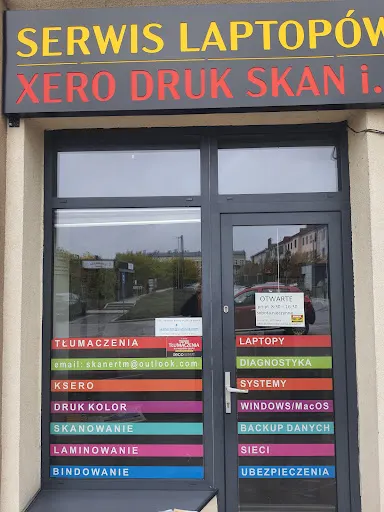 SERWIS LAPTOPÓW
XERO DRUK SKAN i.
OTWARTE
TŁUMACZENIA
TŁUMACZENIA
email: skanertm@outlook.com
KSERO
DRUK KOLOR
SKANOWANIE
LAMINOWANIE
BINDOWANIE
LAPTOPY
DIAGNOSTYKA
SYSTEMY
WINDOWS/MacOS
BACKUP DANYCH
SIECI
UBEZPIECZENIA